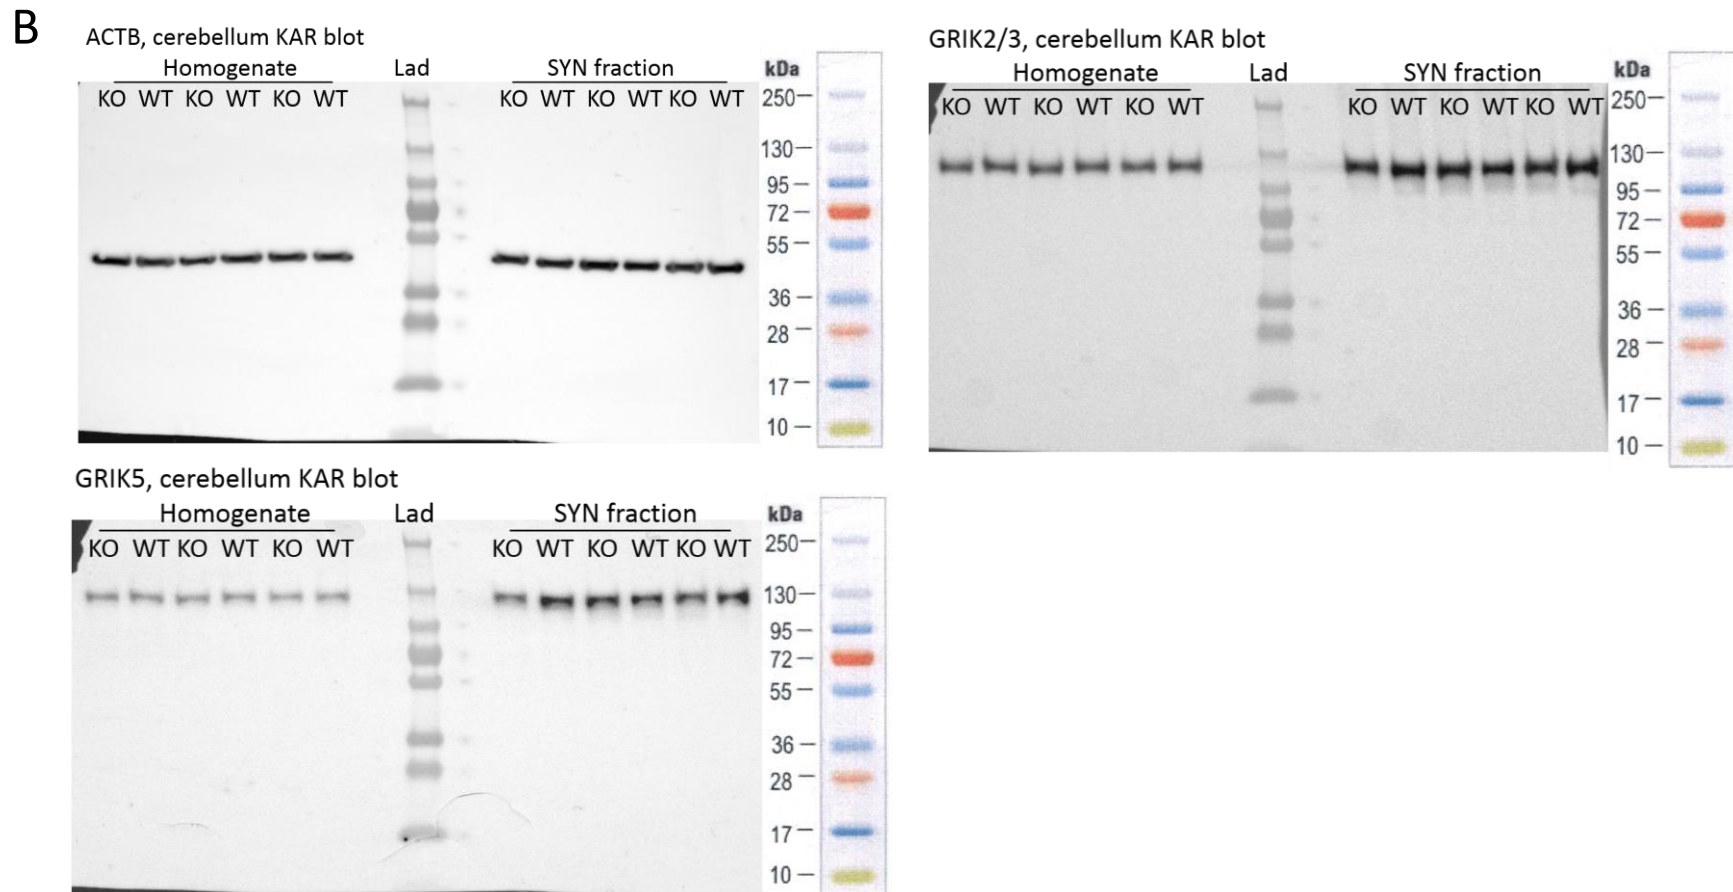 B
ACTB, cerebellum KAR blot
Homogenate Lad SYN fraction kDa
KO WT KO WT KO WT KO WT KO WT KO WT
250
130
95
72
55
36
28
17
10
GRIK2/3, cerebellum KAR blot
Homogenate Lad SYN fraction kDa
KO WT KO WT KO WT KO WT KO WT KO WT
250
130
95
72
55
36
28
17
10
GRIK5, cerebellum KAR blot
Homogenate Lad SYN fraction kDa
KO WT KO WT KO WT KO WT KO WT KO WT
250
130
95
72
55
36
28
17
10